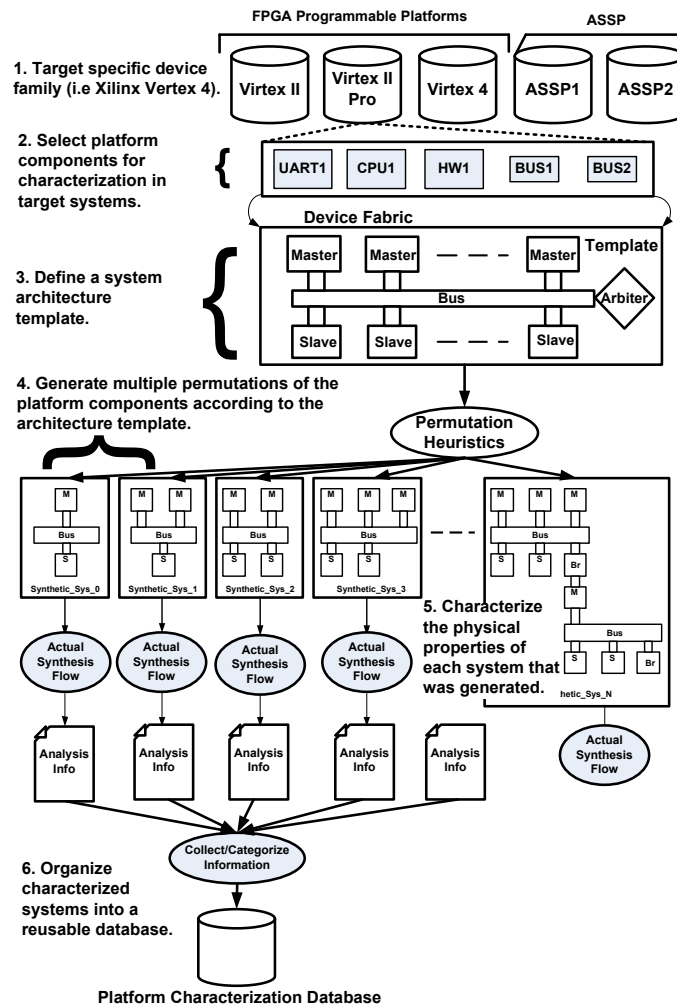 FPGA Programmable Platforms
ASSP
1. Target specific device
family (i.e Xilinx Vertex 4).
Virtex II
Virtex II
Pro
Virtex 4
ASSP1
ASSP2
2. Select platform
components for
characterization in
target systems.
{
UART1
CPU1
HW1
BUS1
BUS2
Device Fabric
3. Define a system
architecture
template.
{
Master
Master
Master
Template
Bus
Arbiter
Slave
Slave
Slave
4. Generate multiple permutations of the
platform components according to the
architecture template.
{
Permutation
Heuristics
M
Bus
S
Synthetic_Sys_0
M
M
Bus
S
Synthetic_Sys_1
M
M
Bus
S
S
Synthetic_Sys_2
M
M
M
Bus
S
S
Synthetic_Sys_3
M
M
M
Bus
S
S
Br
M
Bus
S
S
Br
hetic_Sys_N
5. Characterize
the physical
properties of
each system that
was generated.
Actual
Synthesis
Flow
Actual
Synthesis
Flow
Actual
Synthesis
Flow
Actual
Synthesis
Flow
Actual
Synthesis
Flow
Analysis
Info
Analysis
Info
Analysis
Info
Analysis
Info
Analysis
Info
Collect/Categorize
Information
6. Organize
characterized
systems into a
reusable database.
Platform Characterization Database